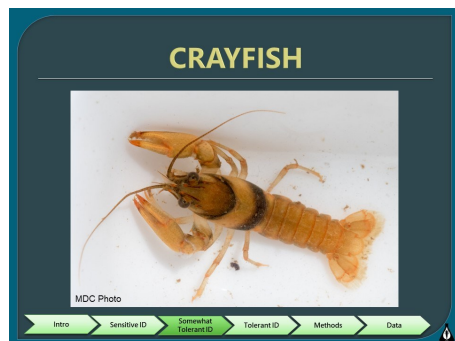 CRAYFISH
MDC Photo
Intro
Sensitive ID
Somewhat
Tolerant ID
Tolerant ID
Methods
Data